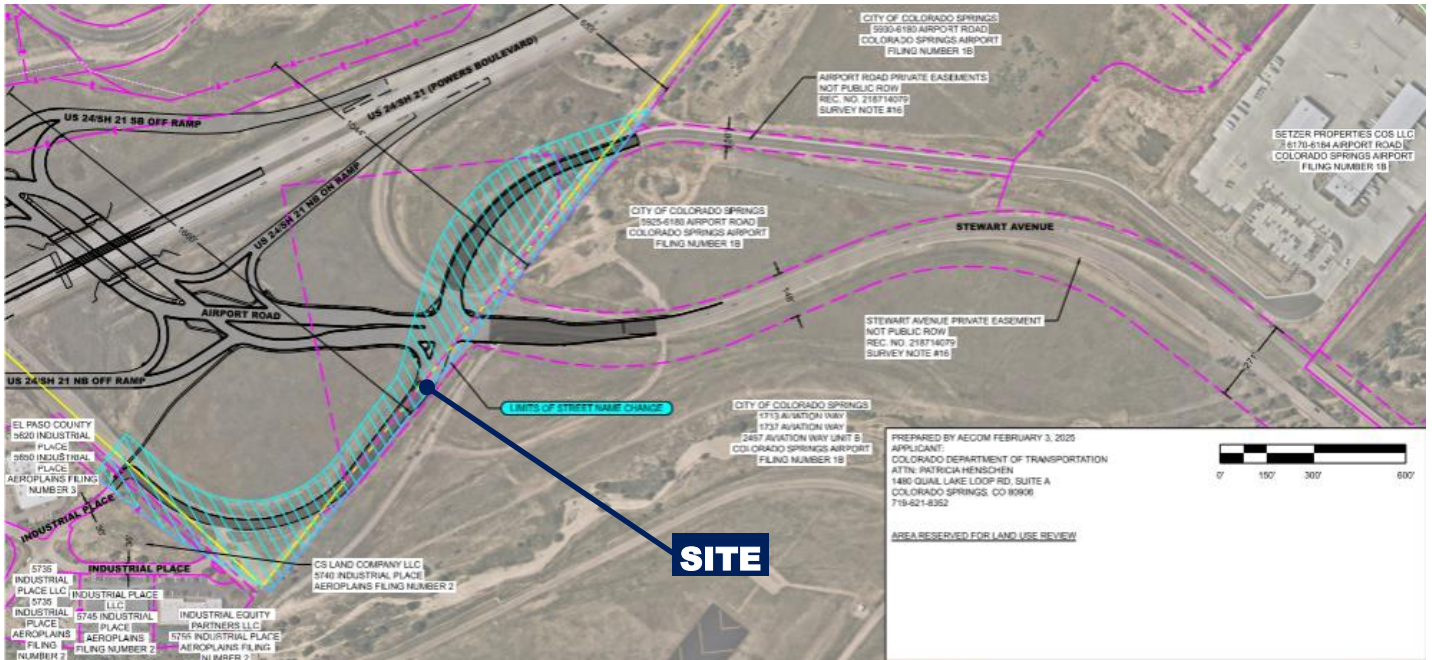 CITY OF COLORADO SPRINGS
5930-6180 AIRPORT ROAD
COLORADO SPRINGS AIRPORT
FILING NUMBER 1B
US 24/SH 21 (POWERS BOULEVARD)
AIRPORT ROAD PRIVATE EASEMENTS
NOT PUBLIC ROW
REC. NO. 218714079
SURVEY NOTE #16
US 24/SH 21 SB OFF RAMP
SETZER PROPERTIES COS LLC
6170-6184 AIRPORT ROAD
COLORADO SPRINGS AIRPORT
FILING NUMBER 1B
US 24/SH 21 NB ON RAMP
1044'
1666'
CITY OF COLORADO SPRINGS
5925-6180 AIRPORT ROAD
COLORADO SPRINGS AIRPORT
FILING NUMBER 1B
STEWART AVENUE
148'
AIRPORT ROAD
STEWART AVENUE PRIVATE EASEMENT
NOT PUBLIC ROW
REC. NO. 218714079
SURVEY NOTE #16
271'
US 24/SH 21 NB OFF RAMP
LIMITS OF STREET NAME CHANGE
CITY OF COLORADO SPRINGS
1713 AVIATION WAY
1737 AVIATION WAY
2497 AVIATION WAY UNIT B
COLORADO SPRINGS AIRPORT
FILING NUMBER 1B
EL PASO COUNTY
5620 INDUSTRIAL
PLACE
5650 INDUSTRIAL
PLACE
AEROPLAINS FILING
NUMBER 3
PREPARED BY AECOM FEBRUARY 3, 2025
APPLICANT:
COLORADO DEPARTMENT OF TRANSPORTATION
ATTN: PATRICIA HENSCHEN
1480 QUAIL LAKE LOOP RD, SUITE A
COLORADO SPRINGS, CO 80906
719-621-8352
0' 150' 300' 600'
AREA RESERVED FOR LAND USE REVIEW
INDUSTRIAL PLACE
SITE
CS LAND COMPANY LLC
5740 INDUSTRIAL PLACE
AEROPLAINS FILING NUMBER 2
INDUSTRIAL PLACE
5735
INDUSTRIAL
PLACE LLC
5735
INDUSTRIAL
PLACE
AEROPLAINS
FILING
NUMBER 2
INDUSTRIAL PLACE
LLC
5745 INDUSTRIAL
PLACE
AEROPLAINS
FILING NUMBER 2
INDUSTRIAL EQUITY
PARTNERS LLC
5755 INDUSTRIAL PLACE
AEROPLAINS FILING
NUMBER 2